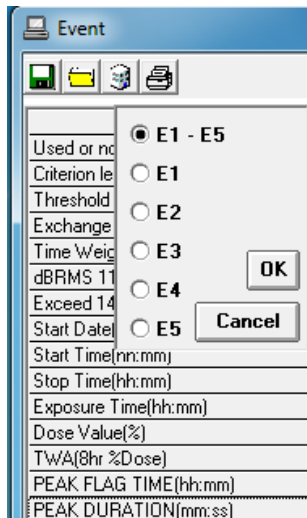 Event
E1 - E5
Used or no
Criterion le
E1
Threshold
E2
Exchange
Time Weig
E3
dBRMS 11
OK
Exceed 14
E4
Start Date(
E5
Cancel
Start Time(hh:mm)
Stop Time(hh:mm)
Exposure Time(hh:mm)
Dose Value(%)
TWA(8hr %Dose)
PEAK FLAG TIME(hh:mm)
PEAK DURATION(mm:ss)